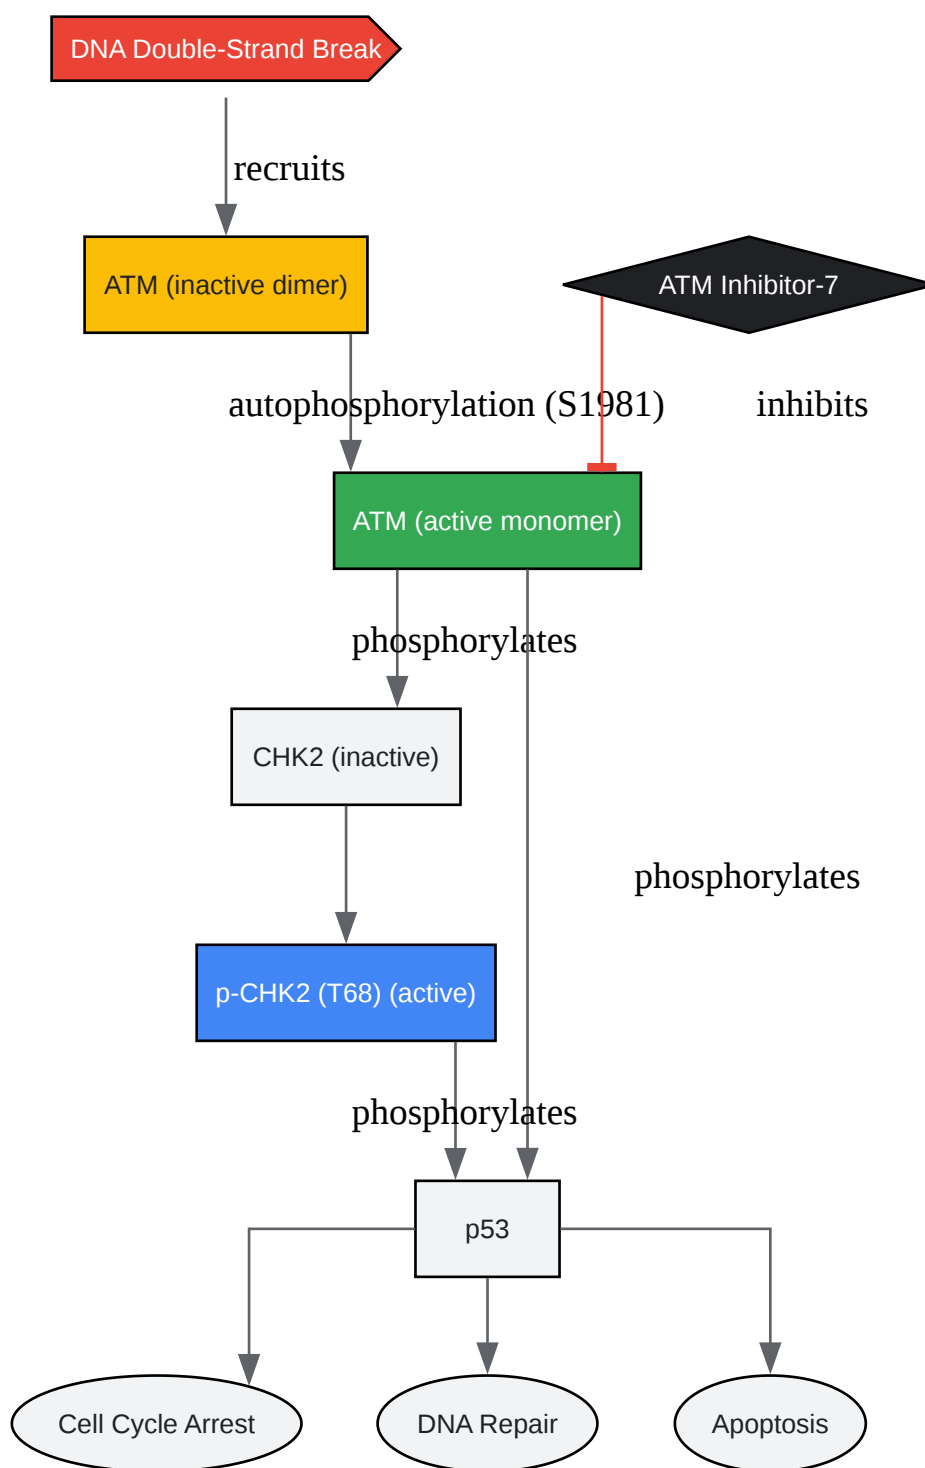 DNA Double-Strand Break
recruits
ATM (inactive dimer)
ATM Inhibitor-7
autophosphorylation (S1981)
inhibits
ATM (active monomer)
phosphorylates
CHK2 (inactive)
phosphorylates
p-CHK2 (T68) (active)
phosphorylates
p53
Cell Cycle Arrest
DNA Repair
Apoptosis